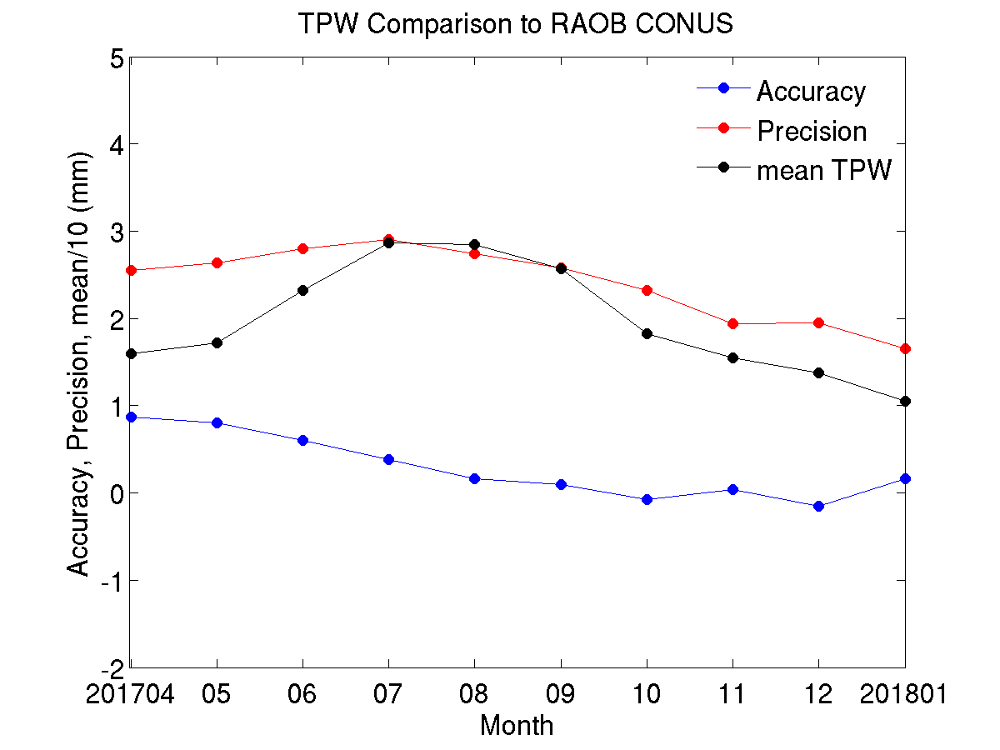 TPW Comparison to RAOB CONUS
Accuracy
Precision
mean TPW
5
4
3
2
1
0
-1
-2
Accuracy, Precision, mean/10 (mm)
201704 05 06 07 08 09 10 11 12 201801
Month